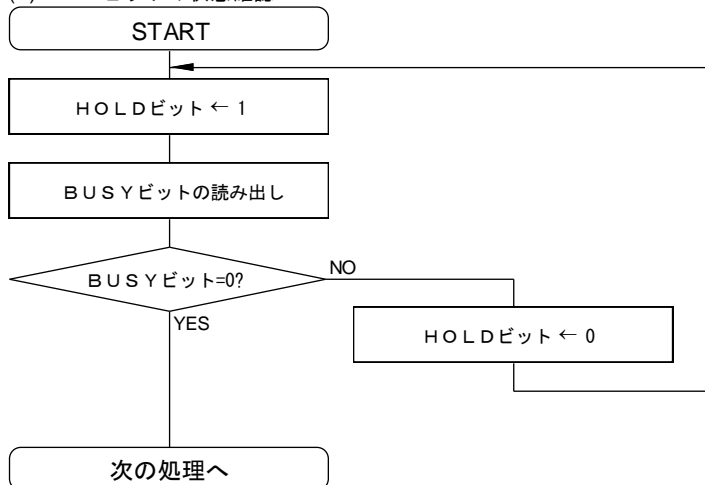 START
HOLDビット ← 1
BUSYビットの読み出し
BUSYビット=0?
NO
YES
HOLDビット ← 0
次の処理へ